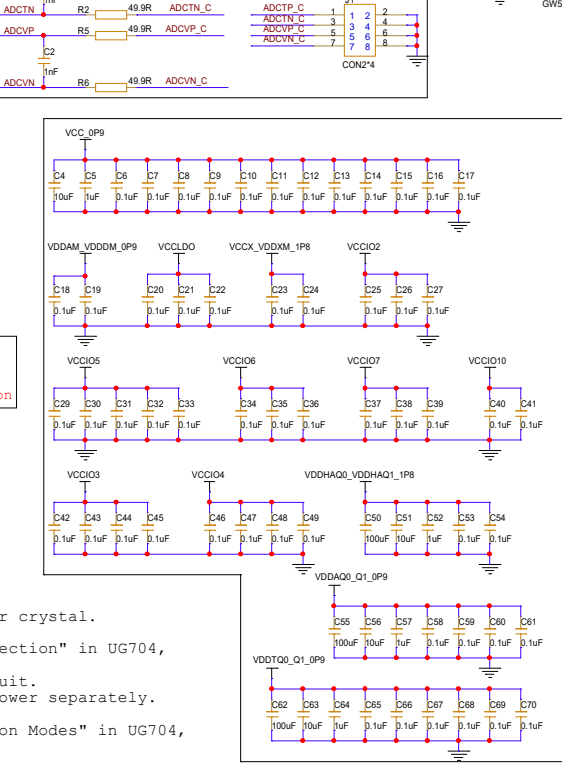 GW5
1nF
J1
ADCTN R2 49.9R ADCTN_C
ADCVP R5 49.9R ADCVP_C
C2
1nF
ADCVN R6 49.9R ADCVN_C
ADCTP_C 1 1 2 2
ADCTN_C 3 3 4 4
ADCVP_C 5 5 6 6
ADCVN_C 7 7 8 8
CON2*4
VCC_0P9
C4 C5 C6 C7 C8 C9 C10 C11 C12 C13 C14 C15 C16 C17
10uF 1uF 0.1uF 0.1uF 0.1uF 0.1uF 0.1uF 0.1uF 0.1uF 0.1uF 0.1uF 0.1uF 0.1uF 0.1uF
VDDAM_VDDDM_0P9 VCCLDO VCCX_VDDXM_1P8 VCCIO2
C18 C19 C20 C21 C22 C23 C24 C25 C26 C27
0.1uF 0.1uF 0.1uF 0.1uF 0.1uF 0.1uF 0.1uF 0.1uF 0.1uF 0.1uF
VCCIO5 VCCIO6 VCCIO7 VCCIO10
on
C29 C30 C31 C32 C33 C34 C35 C36 C37 C38 C39 C40 C41
0.1uF 0.1uF 0.1uF 0.1uF 0.1uF 0.1uF 0.1uF 0.1uF 0.1uF 0.1uF 0.1uF 0.1uF 0.1uF
VCCIO3 VCCIO4 VDDHAQ0_VDDHAQ1_1P8
C42 C43 C44 C45 C46 C47 C48 C49 C50 C51 C52 C53 C54
0.1uF 0.1uF 0.1uF 0.1uF 0.1uF 0.1uF 0.1uF 0.1uF 100uF 10uF 1uF 0.1uF 0.1uF
VDDAQ0_Q1_0P9
C55 C56 C57 C58 C59 C60 C61
100uF 10uF 1uF 0.1uF 0.1uF 0.1uF 0.1uF
VDDTQ0_Q1_0P9
C62 C63 C64 C65 C66 C67 C68 C69 C70
100uF 10uF 1uF 0.1uF 0.1uF 0.1uF 0.1uF 0.1uF 0.1uF
r crystal.
ection" in UG704,
uit.
ower separately.
on Modes" in UG704,